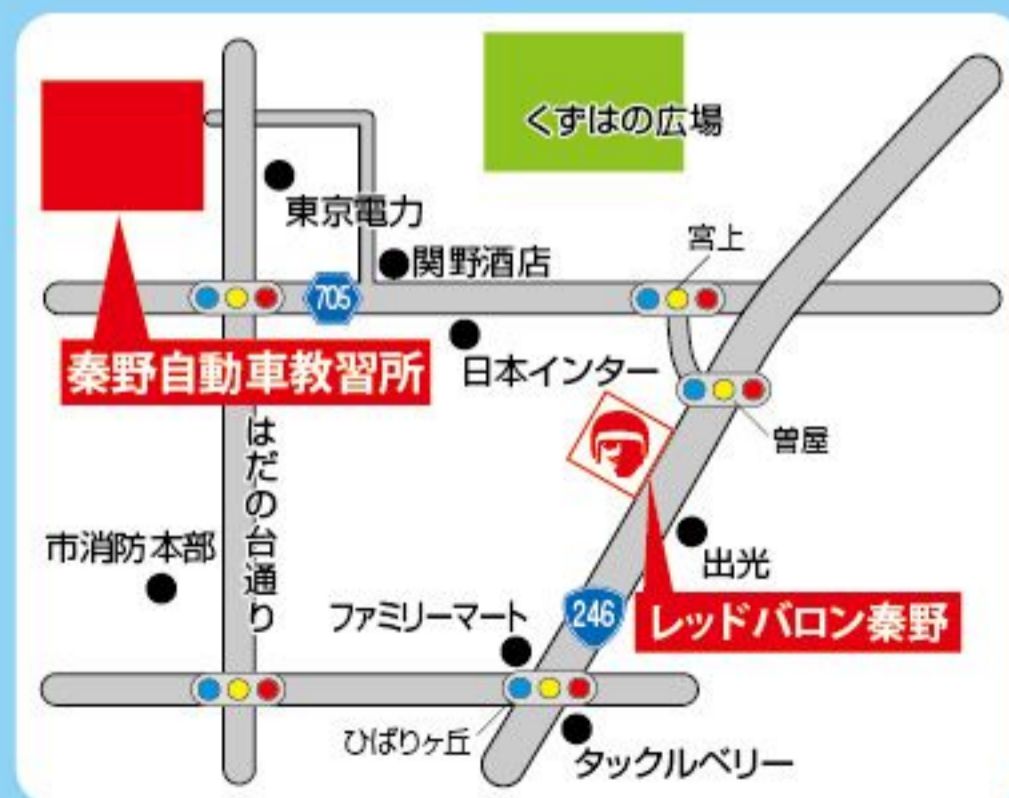 くずはの広場
東京電力
宮上
関野酒店
705
秦野自動車教習所
日本インター
曽屋
はだの台通り
市消防本部
出光
ファミリーマート
246
レッドバロン秦野
ひばりヶ丘
タックルベリー